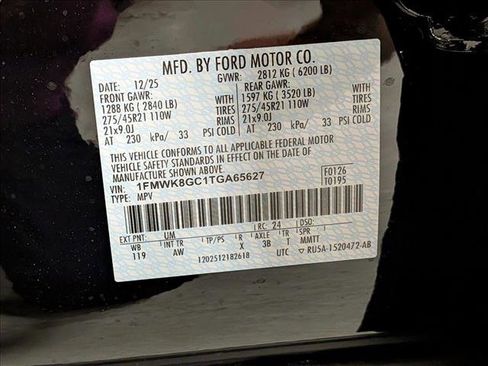 MFD. BY FORD MOTOR CO.
DATE: 12/25 GVWR: 2812 KG ( 6200 LB)
FRONT GAWR: REAR GAWR:
1288 KG ( 2840 LB) WITH 1597 KG ( 3520 LB) WITH
275/45R21 110W TIRES 275/45R21 110W TIRES
21x9.0J RIMS 21x9.0J RIMS
AT 230 kPa/ 33 PSI COLD AT 230 kPa/ 33 PSI COLD
THIS VEHICLE CONFORMS TO ALL APPLICABLE FEDERAL MOTOR
VEHICLE SAFETY STANDARDS IN EFFECT ON THE DATE OF
MANUFACTURE SHOWN ABOVE.
VIN: 1FMWK8GC1TGA65627 F0126
TYPE: MPV T0195
EXT PNT: UM RC: 24 DSO:
WB INT TR TP/PS R AXLE TR
119 AW X 3B T MMTT
1202512182618 UTC ▽ RU5A-1520472-AB